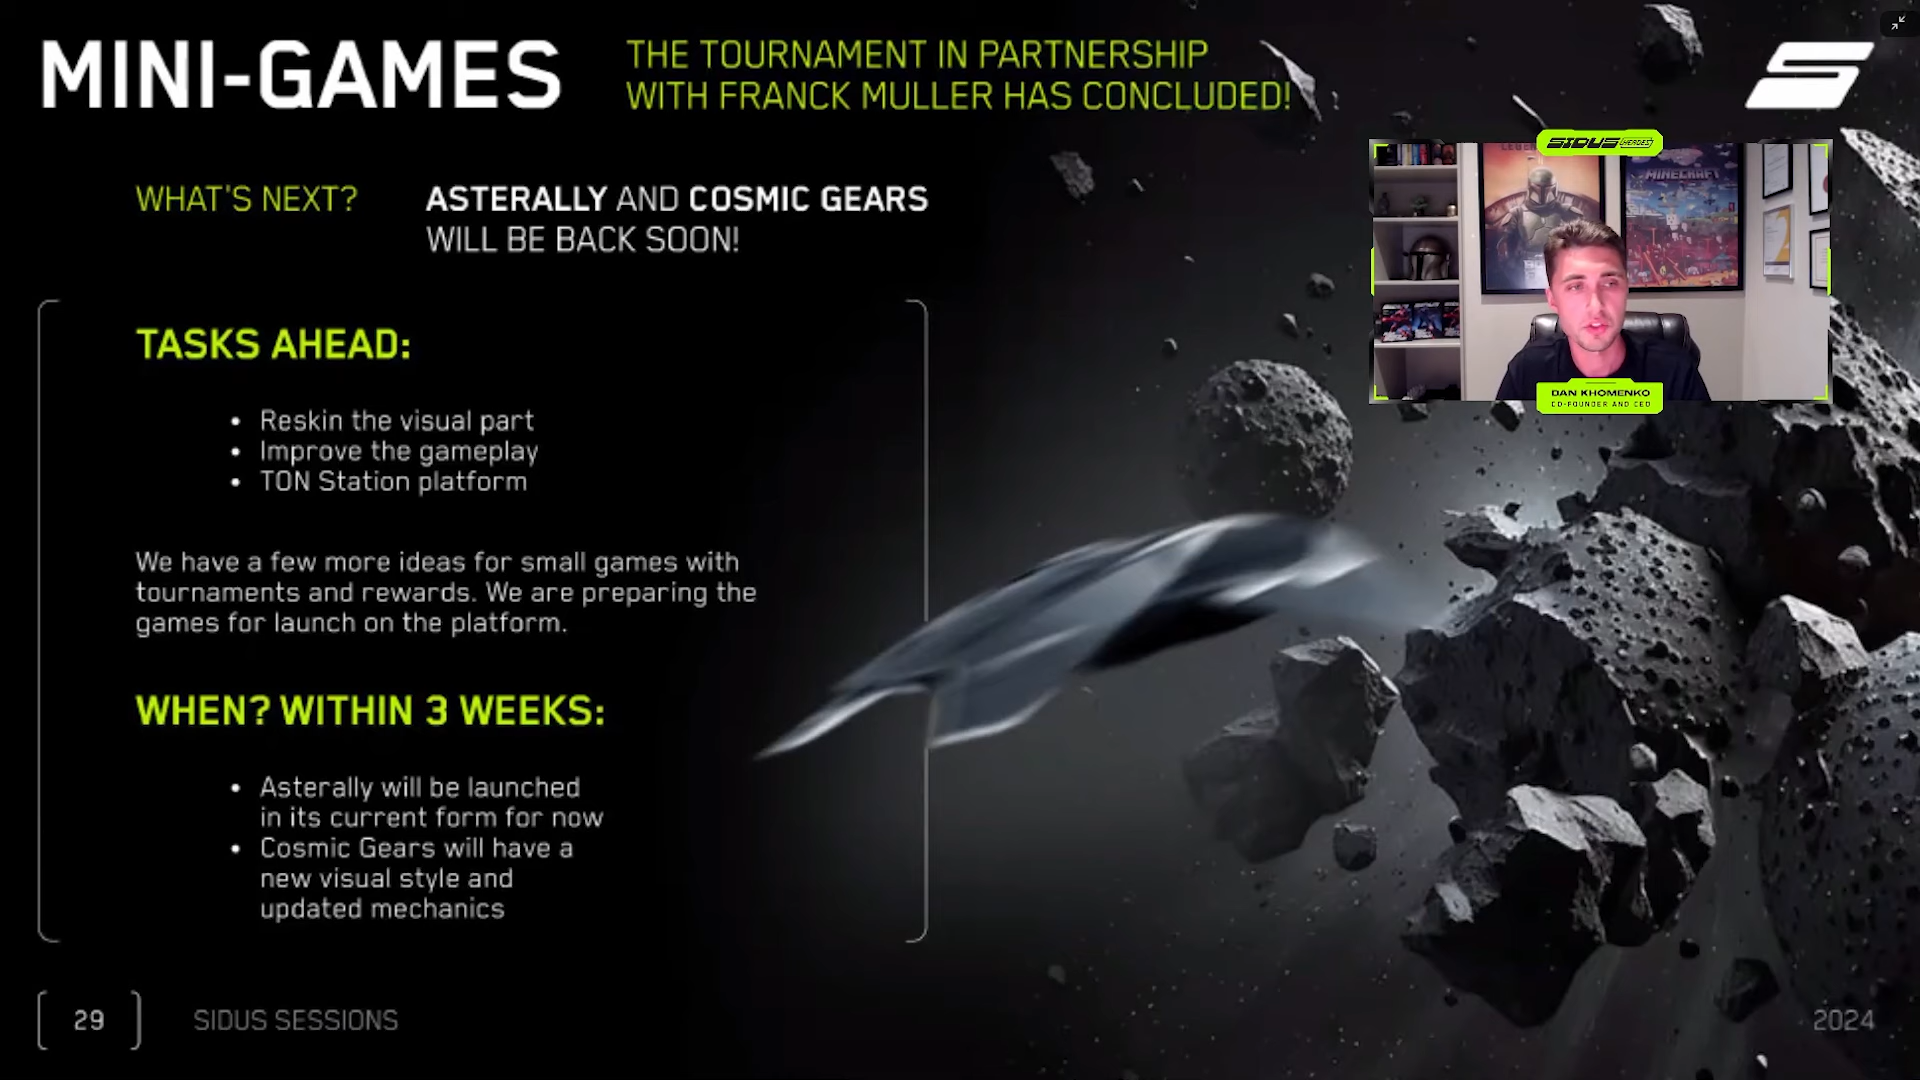 MINI-GAMES
THE TOURNAMENT IN PARTNERSHIP
WITH FRANCK MULLER HAS CONCLUDED!
WHAT'S NEXT?
ASTERALLY AND COSMIC GEARS
WILL BE BACK SOON!
TASKS AHEAD:
• Reskin the visual part
• Improve the gameplay
• TON Station platform
We have a few more ideas for small games with
tournaments and rewards. We are preparing the
games for launch on the platform.
WHEN? WITHIN 3 WEEKS:
• Asterally will be launched
in its current form for now
• Cosmic Gears will have a
new visual style and
updated mechanics
SIDUS HEROES
MINECRAFT
DAN KHOMENKO
CO-FOUNDER AND CEO
29
SIDUS SESSIONS
2024